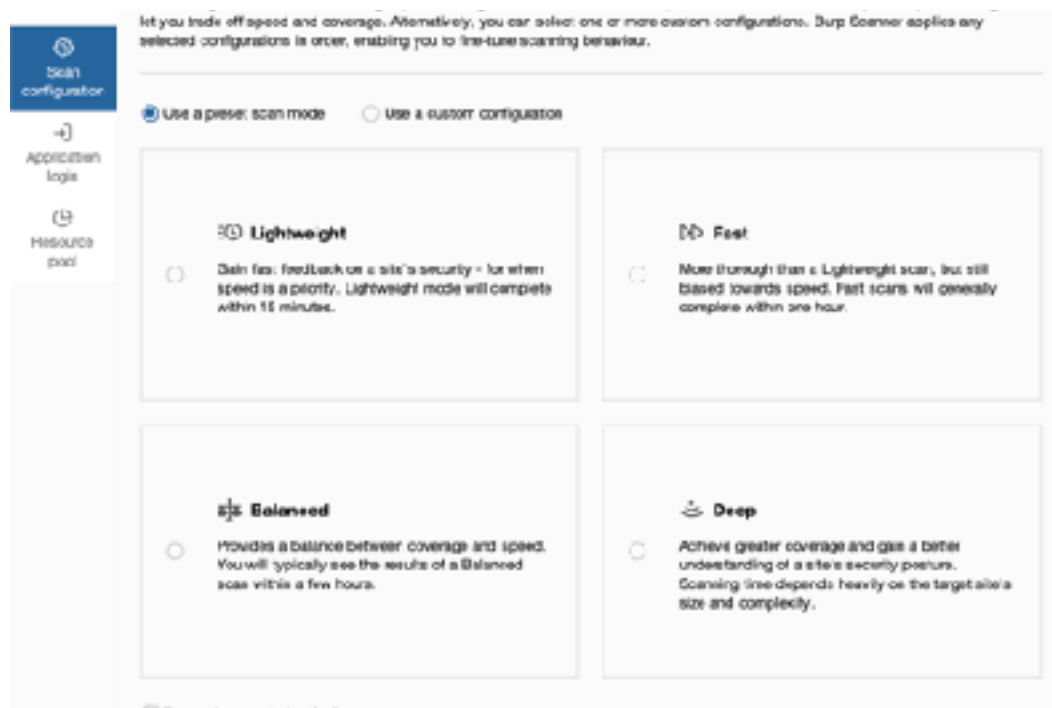 let you trade off speed and coverage. Alternatively, you can select one or more custom configurations. Burp Scanner applies any
selected configurations in order, enabling you to fine-tune scanning behaviour.
Scan
configuration
Use a preset scan mode
Use a custom configuration
Application
login
Resource
pool
Lightweight
Gain fast feedback on a site's security - for when
speed is a priority. Lightweight mode will complete
within 15 minutes.
Fast
More thorough than a Lightweight scan, but still
biased towards speed. Fast scans will generally
complete within one hour.
Balanced
Provides a balance between coverage and speed.
You will typically see the results of a Balanced
scan within a few hours.
Deep
Achieve greater coverage and gain a better
understanding of a site's security posture.
Scanning time depends heavily on the target site's
size and complexity.